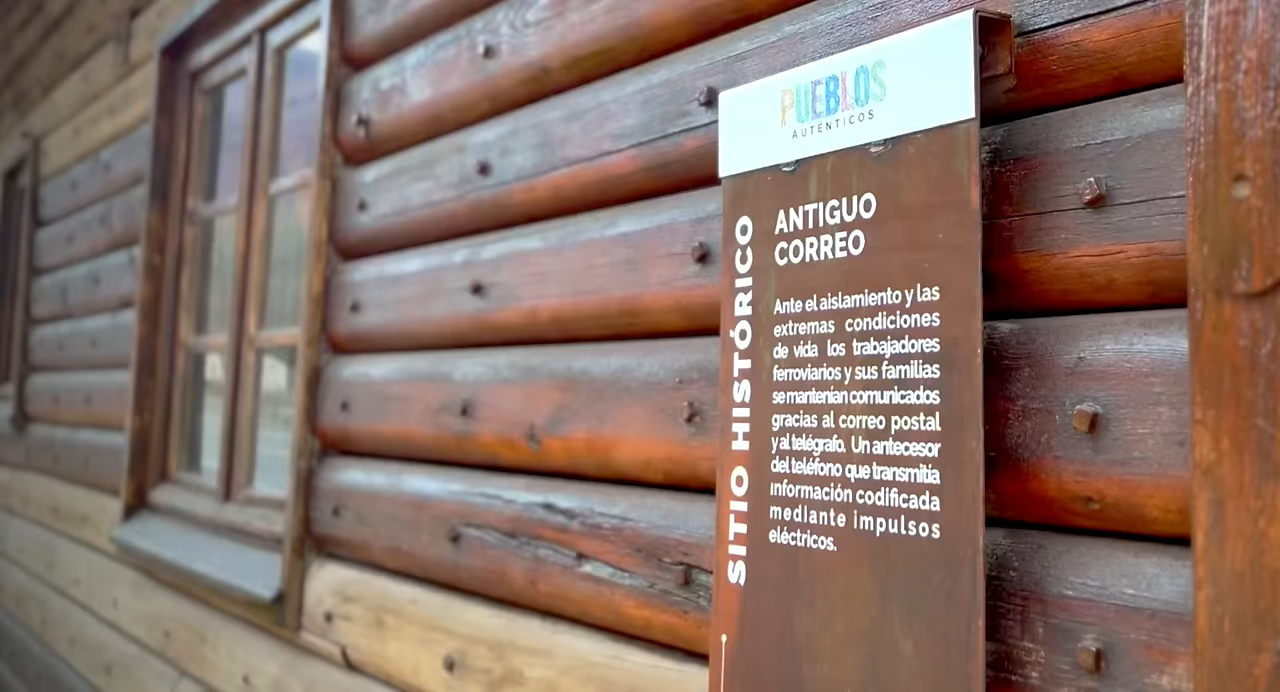 PUEBLOS
AUTÉNTICOS
SITIO HISTÓRICO
ANTIGUO
CORREO
Ante el aislamiento y las
extremas condiciones
de vida los trabajadores
ferroviarios y sus familias
se mantenían comunicados
gracias al correo postal
y al telégrafo. Un antecesor
del teléfono que transmitía
información codificada
mediante impulsos
eléctricos.